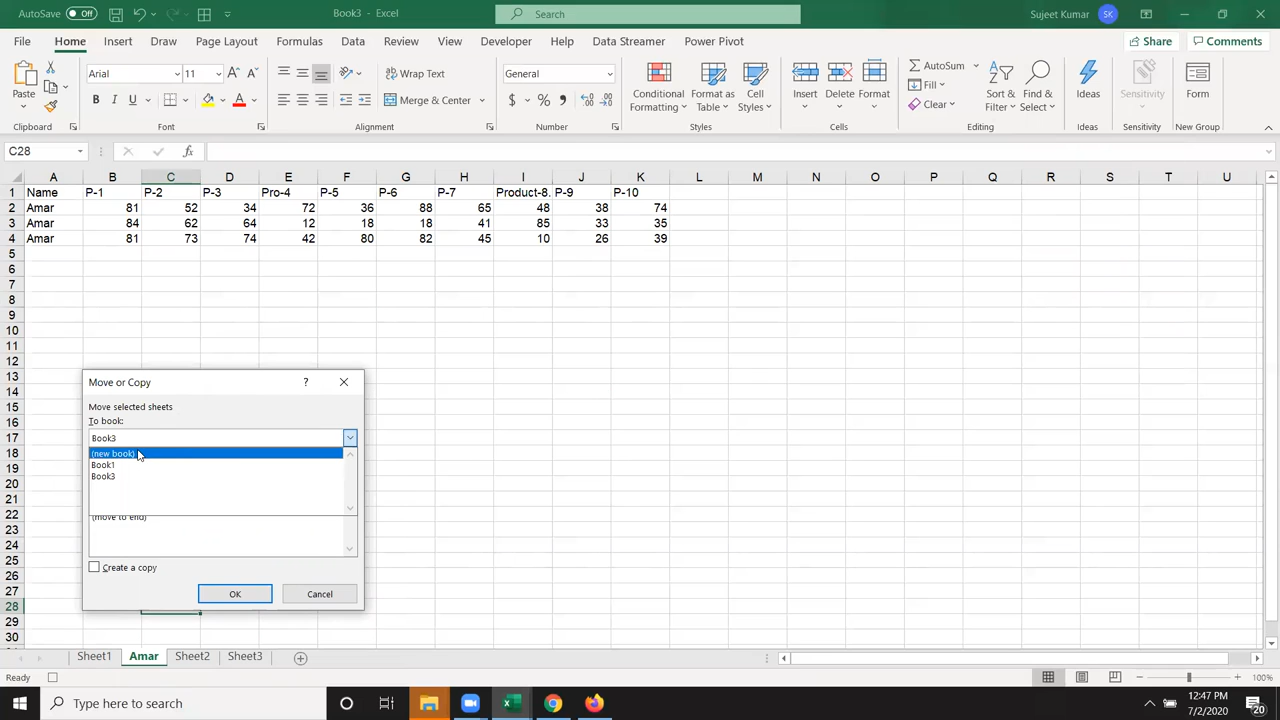 AutoSave Off Book3 - Excel Search Sujeet Kumar SK
File Home Insert Draw Page Layout Formulas Data Review View Developer Help Data Streamer Power Pivot Share Comments
Arial 11 Wrap Text General AutoSum
Paste Conditional Formatting Format as Table Cell Styles Insert Delete Format Fill Sort & Filter Find & Select Ideas Sensitivity Form
B I U A Merge & Center $ % Clear
Clipboard Font Alignment Number Styles Cells Editing Ideas Sensitivity New Group
C28 fx
A B C D E F G H I J K L M N O P Q R S T U
1 Name P-1 P-2 P-3 Pro-4 P-5 P-6 P-7 Product-8. P-9 P-10
2 Amar 81 52 34 72 36 88 65 48 38 74
3 Amar 84 62 64 12 18 18 41 85 33 35
4 Amar 81 73 74 42 80 82 45 10 26 39
5
6
7
8
9
10
11
12
13
14
15
16
17
18
19
20
21
22
23
24
25
26
27
28
29
30
Move or Copy ?
Move selected sheets
To book:
Book3
(new book)
Book1
Book3
(move to end)
Create a copy
OK Cancel
Sheet1 Amar Sheet2 Sheet3
Ready 100%
Type here to search 12:47 PM
7/2/2020 20